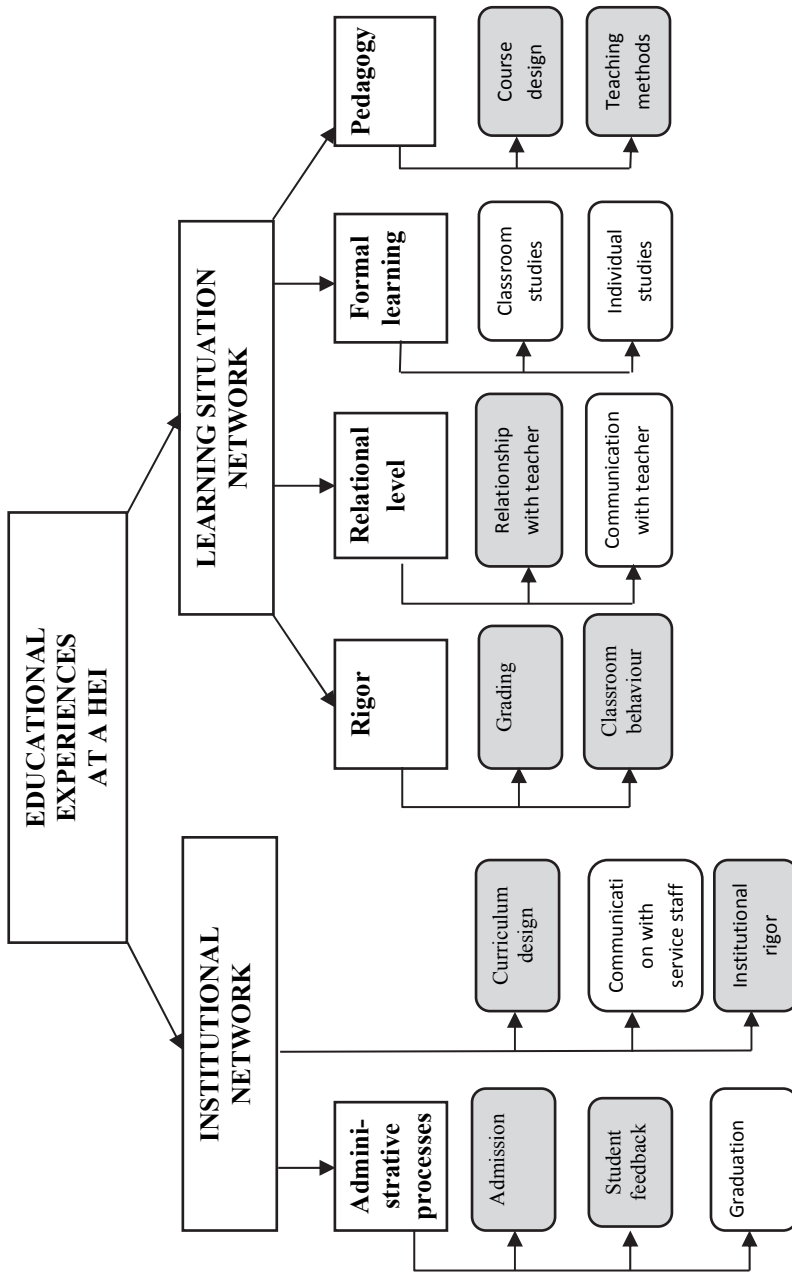 EDUCATIONAL
EXPERIENCES
AT A HEI
INSTITUTIONAL
NETWORK
LEARNING SITUATION
NETWORK
Admini-
strative
processes
Rigor
Relational
level
Formal
learning
Pedagogy
Admission
Student
feedback
Graduation
Curriculum
design
Communicati
on with
service staff
Institutional
rigor
Grading
Classroom
behaviour
Relationship
with teacher
Communication
with teacher
Classroom
studies
Individual
studies
Course
design
Teaching
methods